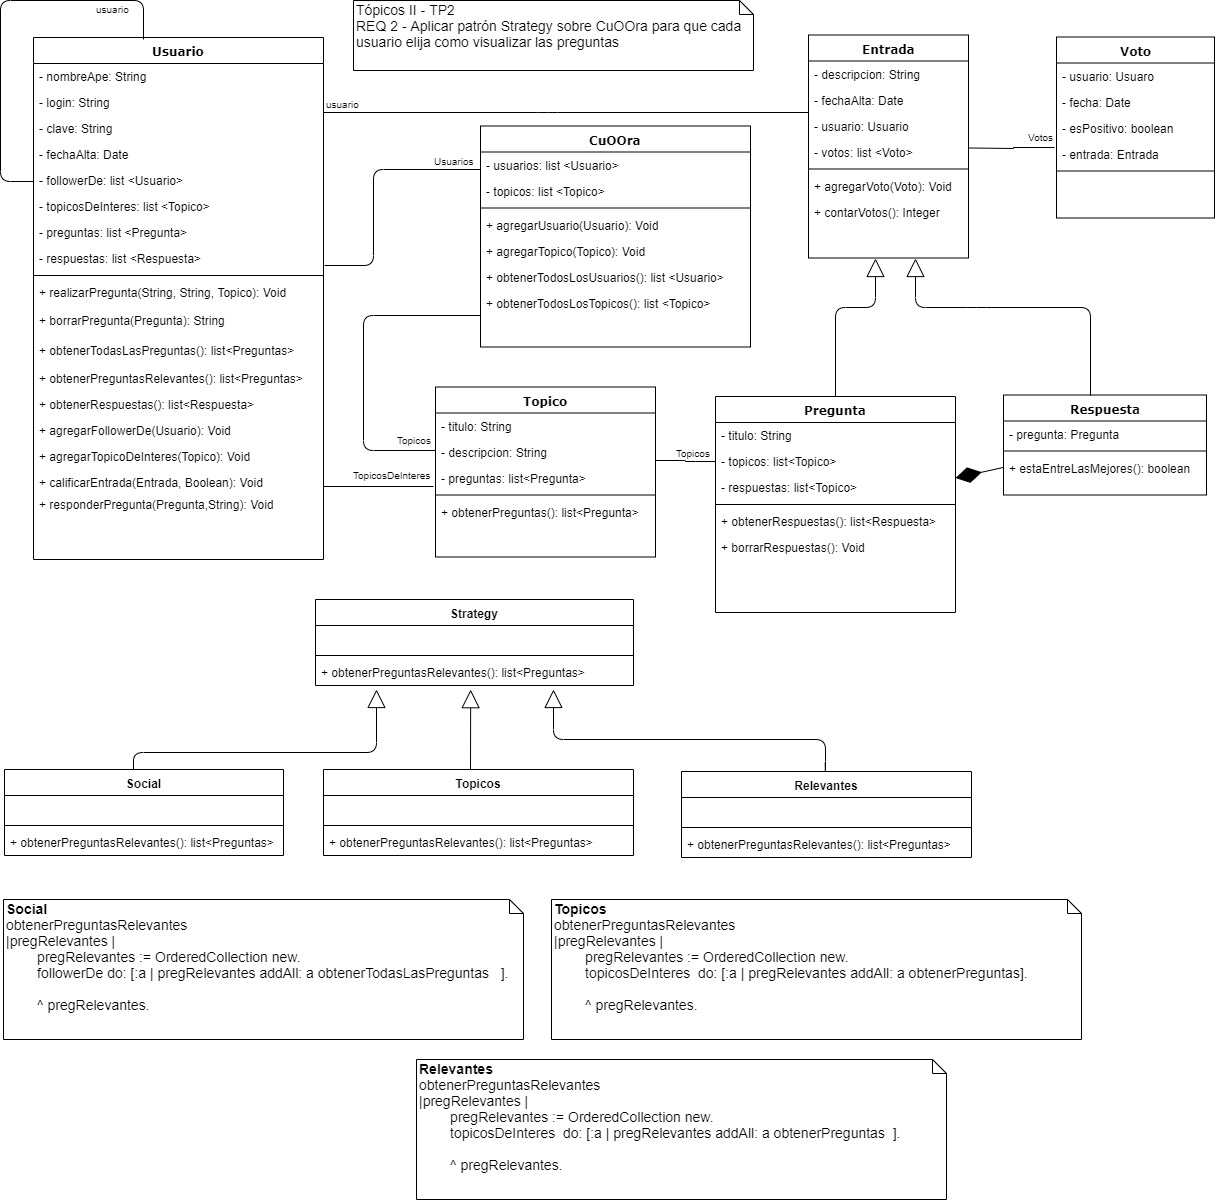 usuario
Tópicos II - TP2
REQ 2 - Aplicar patrón Strategy sobre CuOOra para que cada
usuario elija como visualizar las preguntas
Usuario
- nombreApe: String
- login: String
- clave: String
- fechaAlta: Date
- followerDe: list <Usuario>
- topicosDeInteres: list <Topico>
- preguntas: list <Pregunta>
- respuestas: list <Respuesta>
+ realizarPregunta(String, String, Topico): Void
+ borrarPregunta(Pregunta): String
+ obtenerTodasLasPreguntas(): list<Preguntas>
+ obtenerPreguntasRelevantes(): list<Preguntas>
+ obtenerRespuestas(): list<Respuesta>
+ agregarFollowerDe(Usuario): Void
+ agregarTopicoDeInteres(Topico): Void
+ calificarEntrada(Entrada, Boolean): Void
+ responderPregunta(Pregunta,String): Void
usuario
Usuarios
CuOOra
- usuarios: list <Usuario>
- topicos: list <Topico>
+ agregarUsuario(Usuario): Void
+ agregarTopico(Topico): Void
+ obtenerTodosLosUsuarios(): list <Usuario>
+ obtenerTodosLosTopicos(): list <Topico>
Entrada
- descripcion: String
- fechaAlta: Date
- usuario: Usuario
- votos: list <Voto>
+ agregarVoto(Voto): Void
+ contarVotos(): Integer
Votos
Voto
- usuario: Usuaro
- fecha: Date
- esPositivo: boolean
- entrada: Entrada
Topicos
TopicosDeInteres
Topico
- titulo: String
- descripcion: String
- preguntas: list<Pregunta>
+ obtenerPreguntas(): list<Pregunta>
Topicos
Pregunta
- titulo: String
- topicos: list<Topico>
- respuestas: list<Topico>
+ obtenerRespuestas(): list<Respuesta>
+ borrarRespuestas(): Void
Respuesta
- pregunta: Pregunta
+ estaEntreLasMejores(): boolean
Strategy
+ obtenerPreguntasRelevantes(): list<Preguntas>
Social
+ obtenerPreguntasRelevantes(): list<Preguntas>
Topicos
+ obtenerPreguntasRelevantes(): list<Preguntas>
Relevantes
+ obtenerPreguntasRelevantes(): list<Preguntas>
Social
obtenerPreguntasRelevantes
|pregRelevantes |
pregRelevantes := OrderedCollection new.
followerDe do: [:a | pregRelevantes addAll: a obtenerTodasLasPreguntas ].
^ pregRelevantes.
Topicos
obtenerPreguntasRelevantes
|pregRelevantes |
pregRelevantes := OrderedCollection new.
topicosDeInteres do: [:a | pregRelevantes addAll: a obtenerPreguntas].
^ pregRelevantes.
Relevantes
obtenerPreguntasRelevantes
|pregRelevantes |
pregRelevantes := OrderedCollection new.
topicosDeInteres do: [:a | pregRelevantes addAll: a obtenerPreguntas ].
^ pregRelevantes.